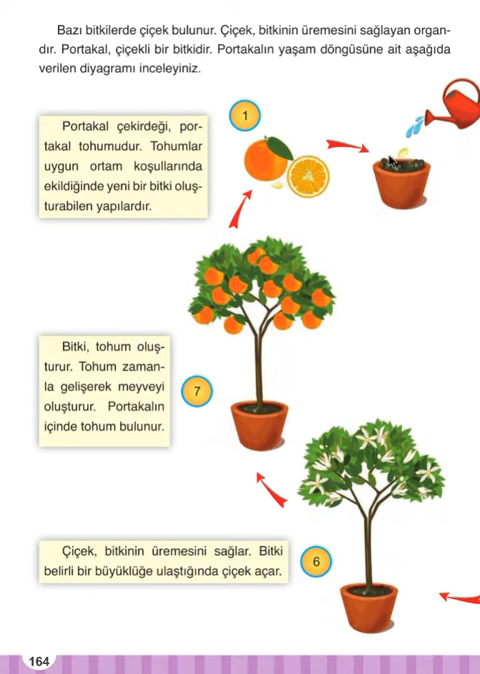 Bazı bitkilerde çiçek bulunur. Çiçek, bitkinin üremesini sağlayan organ-
dır. Portakal, çiçekli bir bitkidir. Portakalın yaşam döngüsüne ait aşağıda
verilen diyagramı inceleyiniz.
1
Portakal çekirdeği, por-
takal tohumudur. Tohumlar
uygun ortam koşullarında
ekildiğinde yeni bir bitki oluş-
turabilen yapılardır.
Bitki, tohum oluş-
turur. Tohum zaman-
la gelişerek meyveyi
oluşturur. Portakalın
içinde tohum bulunur.
7
Çiçek, bitkinin üremesini sağlar. Bitki
belirli bir büyüklüğe ulaştığında çiçek açar.
6
164